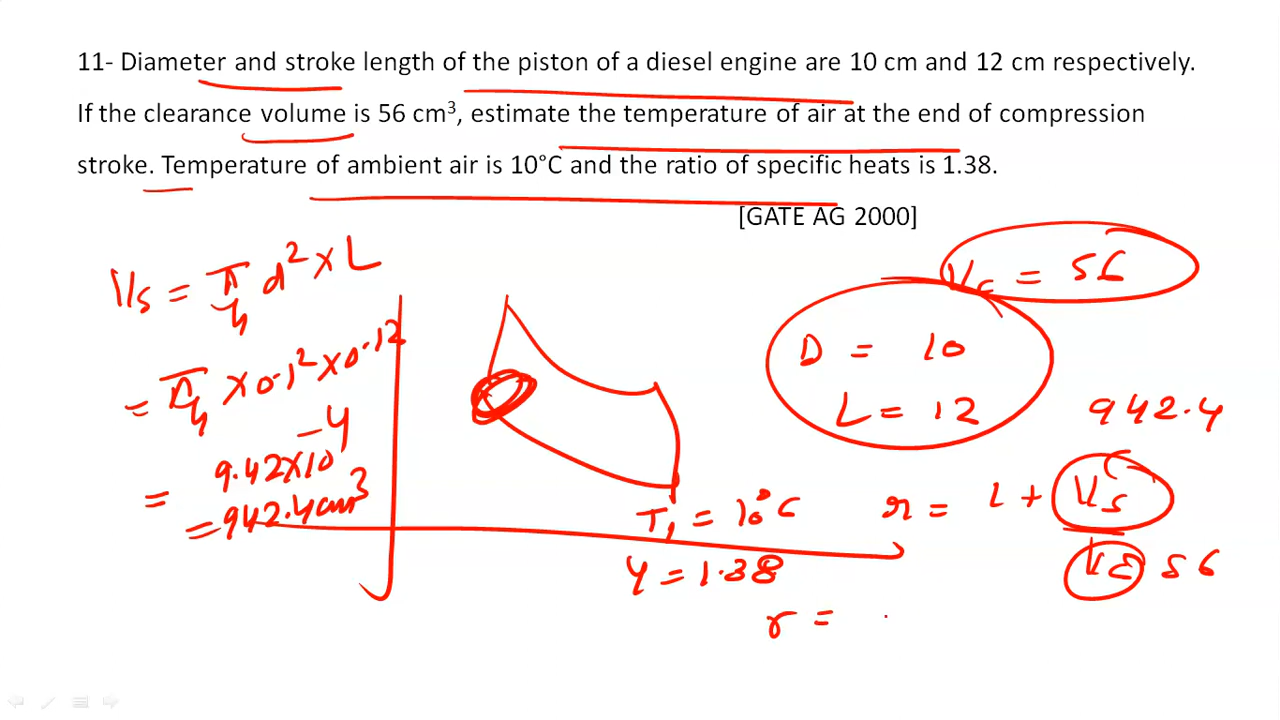 11- Diameter and stroke length of the piston of a diesel engine are 10 cm and 12 cm respectively.
If the clearance volume is 56 cm³, estimate the temperature of air at the end of compression
stroke. Temperature of ambient air is 10°C and the ratio of specific heats is 1.38.
[GATE AG 2000]
Vs = π/4 d² × L
= π/4 × 0.1² × 0.12
= 9.42×10⁻⁴
= 942.4 cm³
Vc = 56
D = 10
L = 12
942.4
T₁ = 10°C
γ = 1.38
r = 1 + Vs/Vc 56
r =